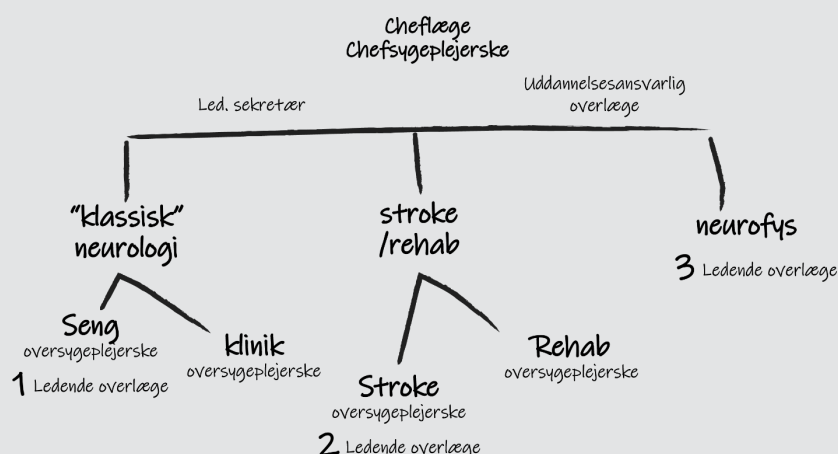 Cheflæge
Chefsygeplejerske
Led. sekretær
Uddannelsesansvarlig
overlæge
"klassisk"
neurologi
stroke
/rehab
neurofys
3 Ledende overlæge
Seng
oversygeplejerske
1 Ledende overlæge
klinik
oversygeplejerske
Stroke
oversygeplejerske
2 Ledende overlæge
Rehab
oversygeplejerske